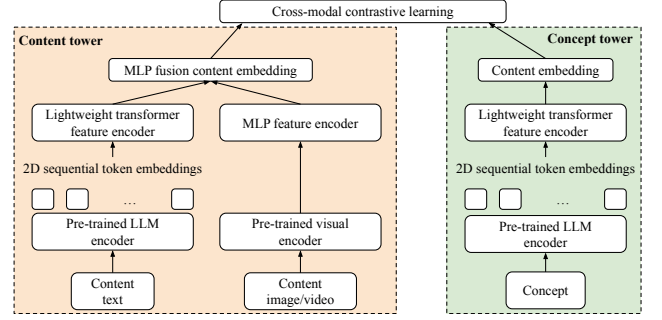 Cross-modal contrastive learning
Content tower
MLP fusion content embedding
Lightweight transformer
feature encoder
MLP feature encoder
2D sequential token embeddings
...
Pre-trained LLM
encoder
Pre-trained visual
encoder
Content
text
Content
image/video
Concept tower
Content embedding
Lightweight transformer
feature encoder
2D sequential token embeddings
...
Pre-trained LLM
encoder
Concept